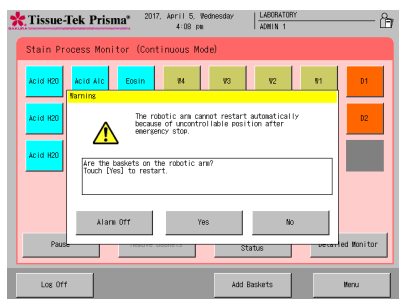 Tissue-Tek Prisma®
SAKURA
2017, April 5, Wednesday
4:08 pm
LABORATORY
ADMIN 1
Stain Process Monitor (Continuous Mode)
Acid H2O
Acid Alc
Eosin
W4
W3
W2
W1
D1
Acid H2O
D2
Acid H2O
Warning
The robotic arm cannot restart automatically
because of uncontrollable position after
emergency stop.
Are the baskets on the robotic arm?
Touch [Yes] to restart.
Alarm Off
Yes
No
Pause
Remove Baskets
Status
Detailed Monitor
Log Off
Add Baskets
Menu